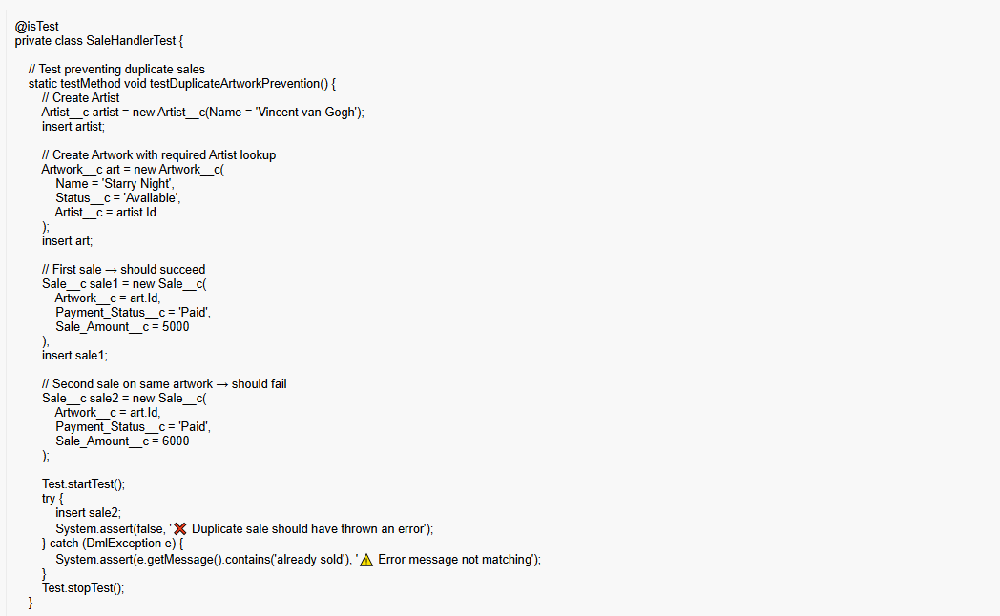 @isTest
private class SaleHandlerTest {
// Test preventing duplicate sales
static testMethod void testDuplicateArtworkPrevention() {
// Create Artist
Artist__c artist = new Artist__c(Name = 'Vincent van Gogh');
insert artist;
// Create Artwork with required Artist lookup
Artwork__c art = new Artwork__c(
Name = 'Starry Night',
Status__c = 'Available',
Artist__c = artist.Id
);
insert art;
// First sale → should succeed
Sale__c sale1 = new Sale__c(
Artwork__c = art.Id,
Payment_Status__c = 'Paid',
Sale_Amount__c = 5000
);
insert sale1;
// Second sale on same artwork → should fail
Sale__c sale2 = new Sale__c(
Artwork__c = art.Id,
Payment_Status__c = 'Paid',
Sale_Amount__c = 6000
);
Test.startTest();
try {
insert sale2;
System.assert(false, '❌ Duplicate sale should have thrown an error');
} catch (DmlException e) {
System.assert(e.getMessage().contains('already sold'), '⚠️ Error message not matching');
}
Test.stopTest();
}